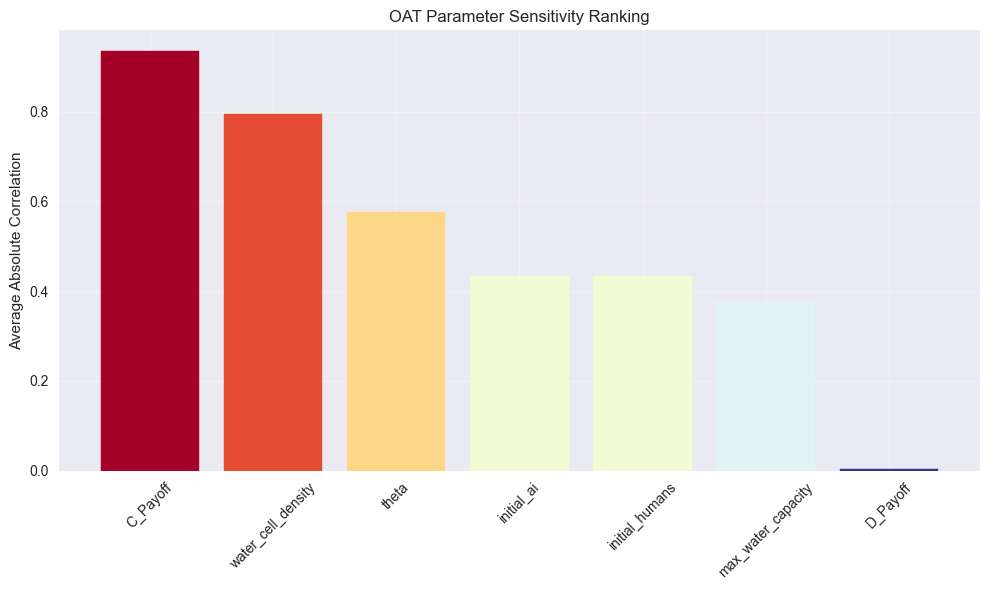 OAT Parameter Sensitivity Ranking
Average Absolute Correlation
0.8
0.6
0.4
0.2
0.0
C_Payoff
water_cell_density
theta
initial_ai
initial_humans
max_water_capacity
D_Payoff